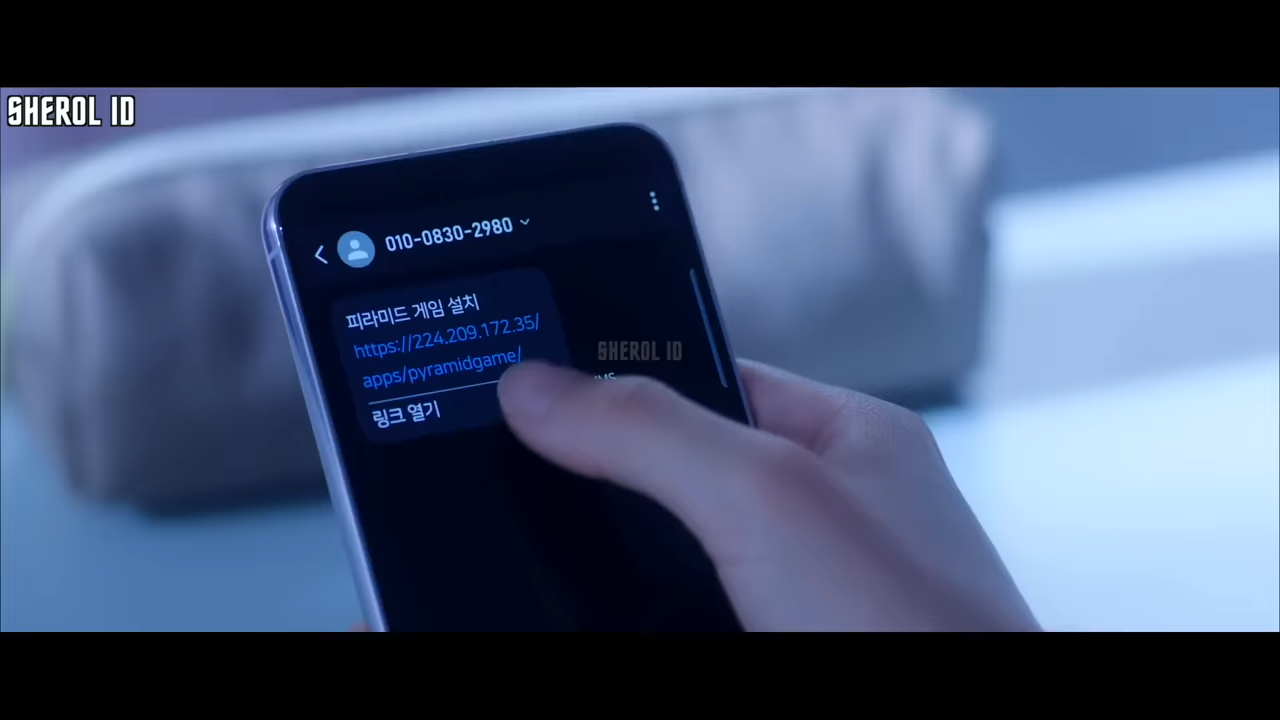 SHEROL ID
010-0830-2980
피라미드 게임 설치
https://224.209.172.35/
apps/pyramidgame/
링크 열기
SHEROL ID